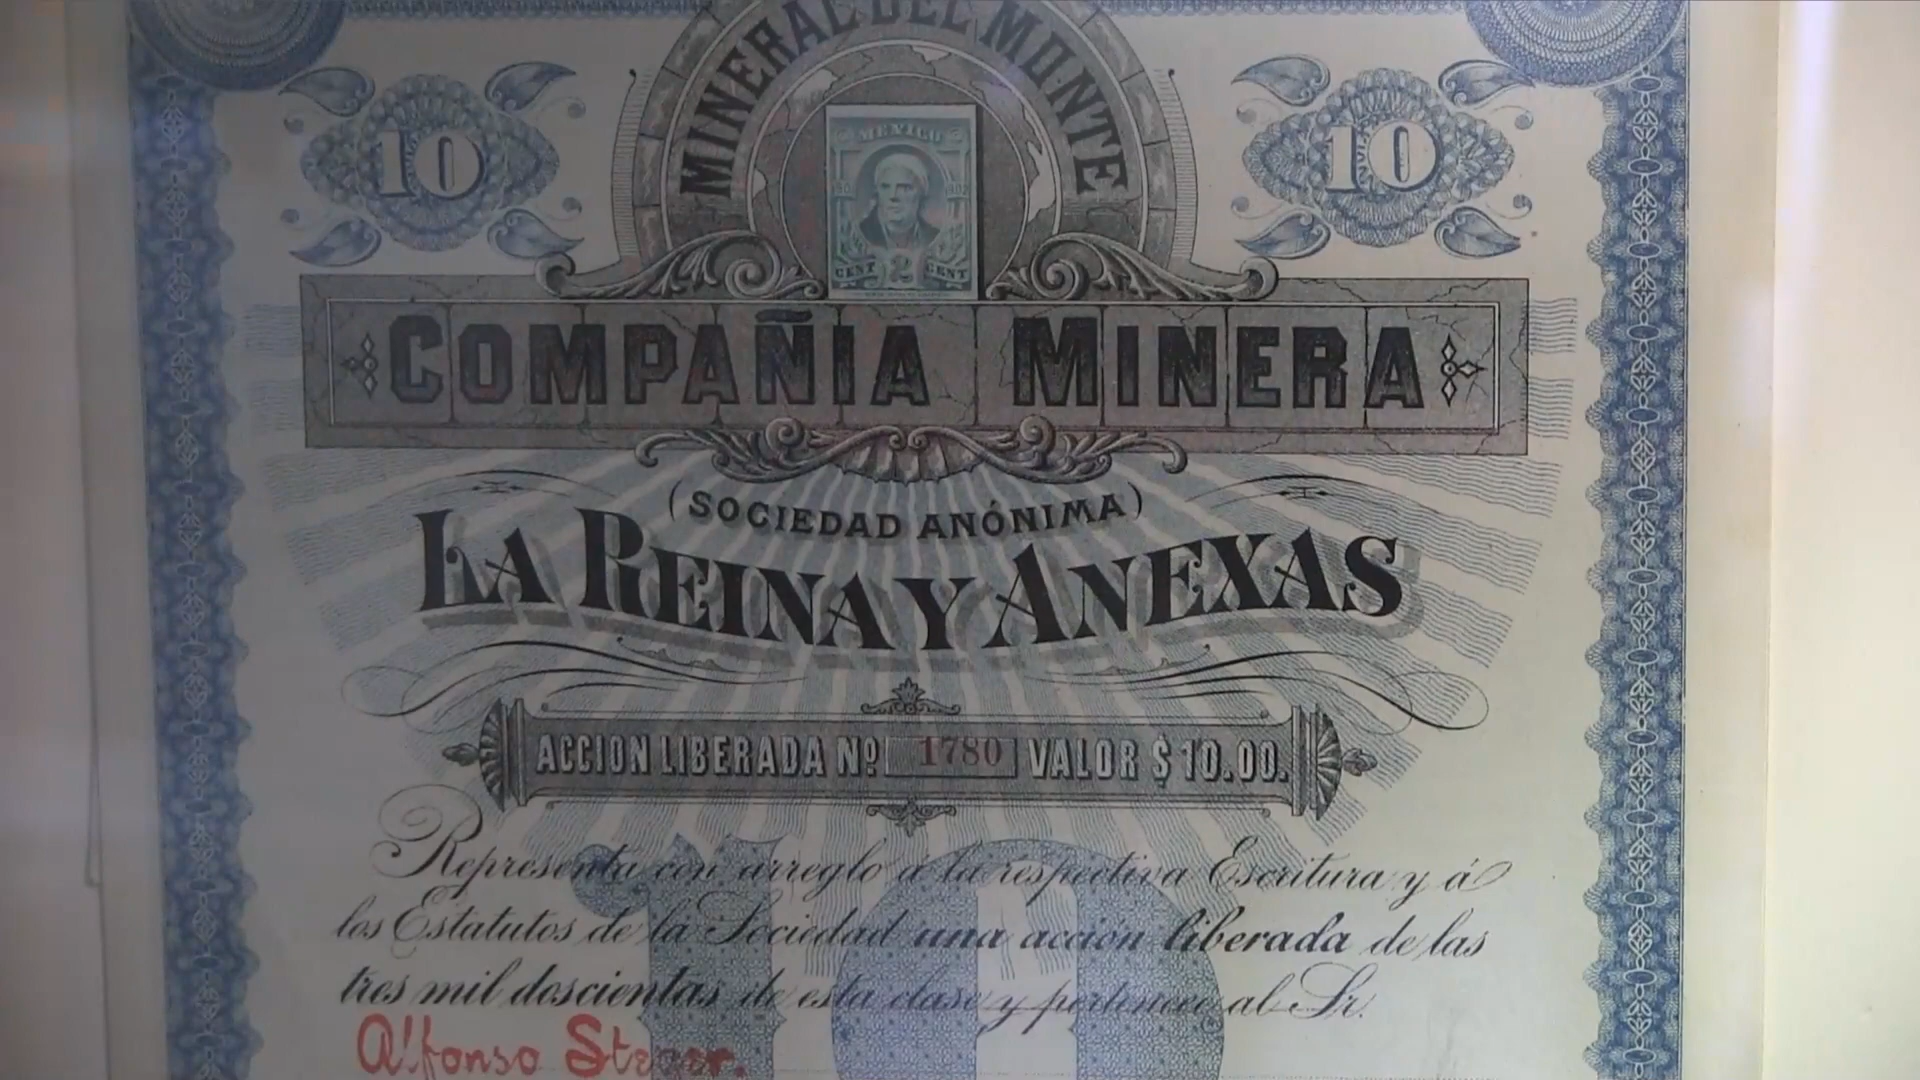 MINERAL DEL MONTE
10
10
MEXICO
CENT 2 CENT
COMPAÑIA MINERA
(SOCIEDAD ANÓNIMA)
LA REINA Y ANEXAS
ACCION LIBERADA Nº 1780 VALOR $ 10.00.
Representa con arreglo a la respectiva Escritura y á
los Estatutos de la Sociedad una acción liberada de las
tres mil doscientas de esta clase y pertenece al Sr.
Alfonso
10